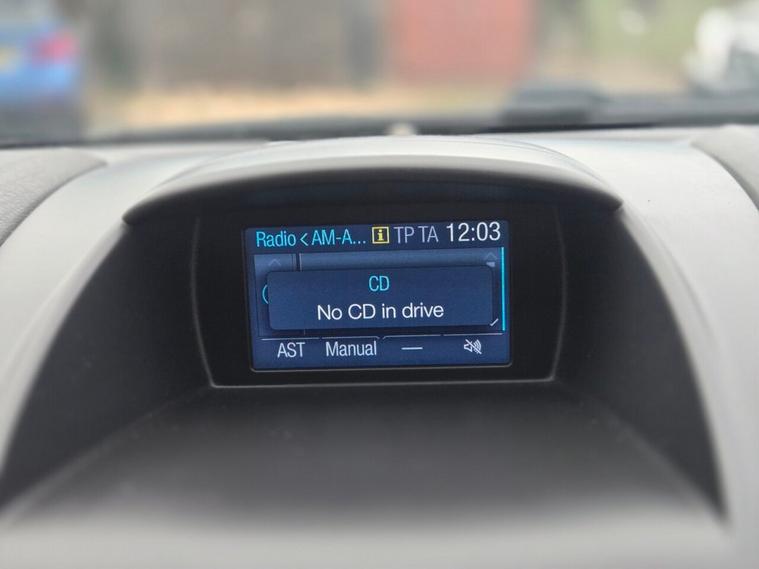 Radio < AM-A... i TP TA 12:03
CD
No CD in drive
AST Manual —